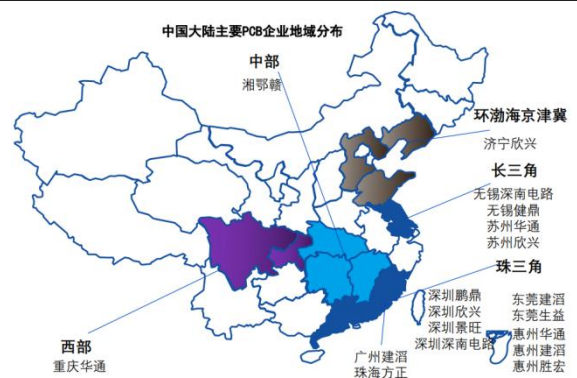 中国大陆主要PCB企业地域分布
中部
湘鄂赣
环渤海京津冀
济宁欣兴
长三角
无锡深南电路
无锡健鼎
苏州华通
苏州欣兴
珠三角
深圳鹏鼎
深圳欣兴
深圳景旺
深圳深南电路
东莞建滔
东莞生益
惠州华通
惠州建滔
惠州胜宏
广州建滔
珠海方正
西部
重庆华通